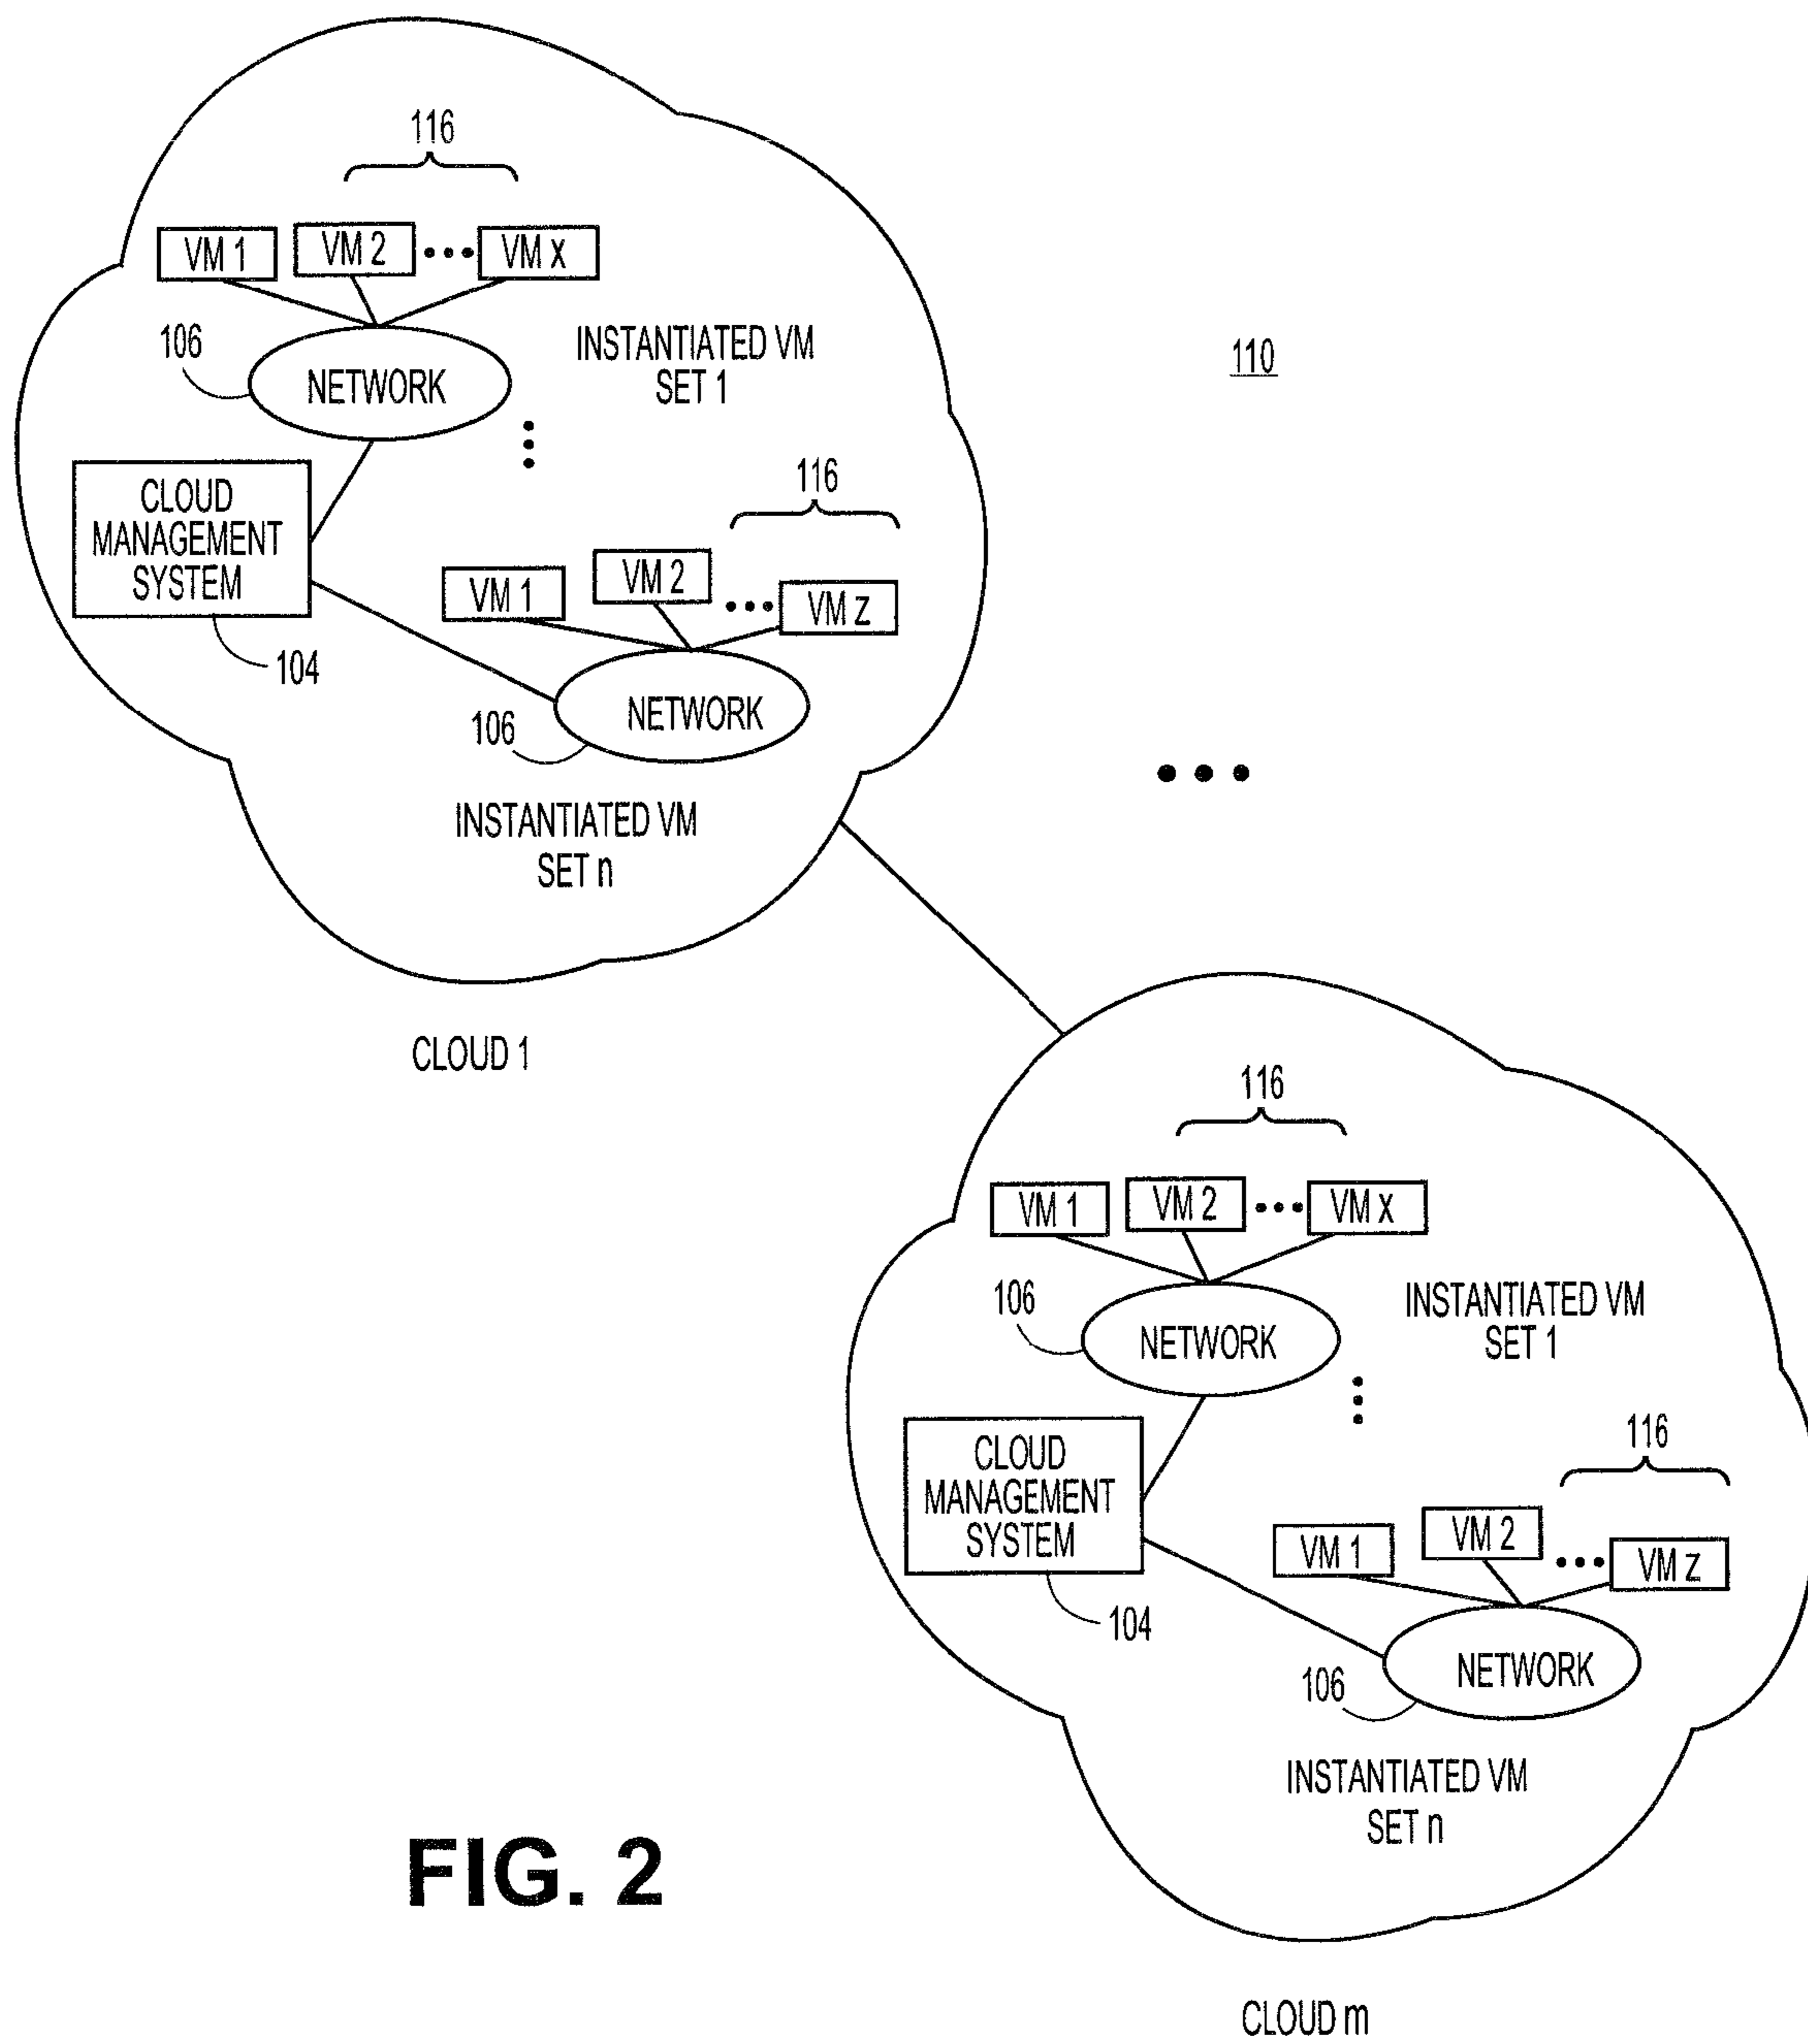 116
VM 1 VM 2 VM x
106
NETWORK
INSTANTIATED VM
SET 1
110
CLOUD
MANAGEMENT
SYSTEM
104
116
VM 1 VM 2 VM z
106
NETWORK
INSTANTIATED VM
SET n
CLOUD 1
116
VM 1 VM 2 VM x
106
NETWORK
INSTANTIATED VM
SET 1
CLOUD
MANAGEMENT
SYSTEM
104
116
VM 1 VM 2 VM z
106
NETWORK
INSTANTIATED VM
SET n
FIG. 2
CLOUD m